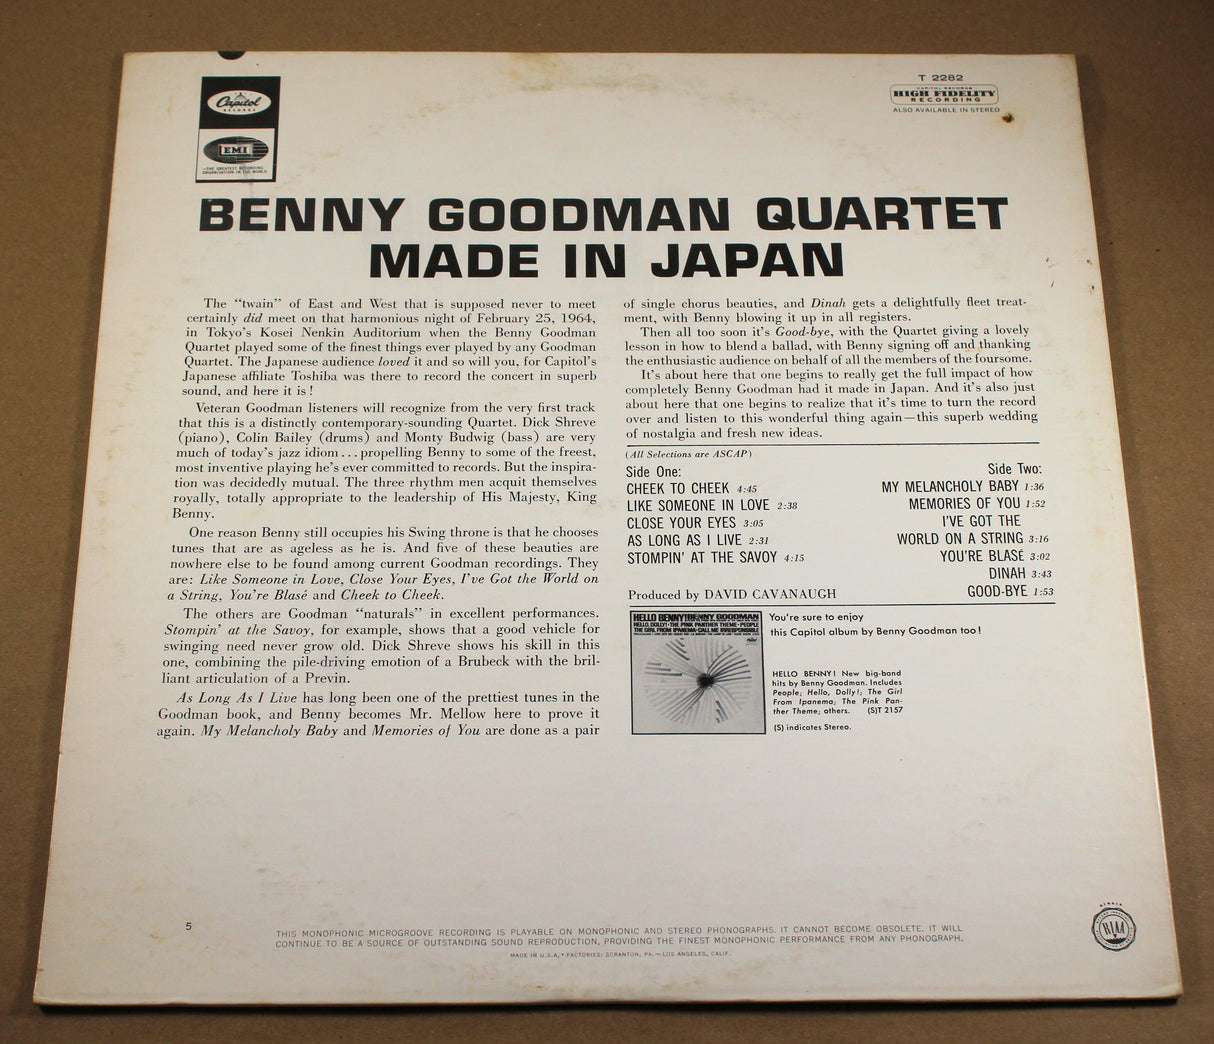 Capitol
RECORDS
EMI
—THE GREATEST RECORDING
ORGANISATION IN THE WORLD
T 2282
CAPITOL RECORDS
HIGH FIDELITY
RECORDING
ALSO AVAILABLE IN STEREO
BENNY GOODMAN QUARTET
MADE IN JAPAN
The “twain” of East and West that is supposed never to meet
certainly did meet on that harmonious night of February 25, 1964,
in Tokyo’s Kosei Nenkin Auditorium when the Benny Goodman
Quartet played some of the finest things ever played by any Goodman
Quartet. The Japanese audience loved it and so will you, for Capitol’s
Japanese affiliate Toshiba was there to record the concert in superb
sound, and here it is!
Veteran Goodman listeners will recognize from the very first track
that this is a distinctly contemporary-sounding Quartet. Dick Shreve
(piano), Colin Bailey (drums) and Monty Budwig (bass) are very
much of today’s jazz idiom...propelling Benny to some of the freest,
most inventive playing he’s ever committed to records. But the inspira-
tion was decidedly mutual. The three rhythm men acquit themselves
royally, totally appropriate to the leadership of His Majesty, King
Benny.
One reason Benny still occupies his Swing throne is that he chooses
tunes that are as ageless as he is. And five of these beauties are
nowhere else to be found among current Goodman recordings. They
are: Like Someone in Love, Close Your Eyes, I’ve Got the World on
a String, You’re Blasé and Cheek to Cheek.
The others are Goodman “naturals” in excellent performances.
Stompin’ at the Savoy, for example, shows that a good vehicle for
swinging need never grow old. Dick Shreve shows his skill in this
one, combining the pile-driving emotion of a Brubeck with the bril-
liant articulation of a Previn.
As Long As I Live has long been one of the prettiest tunes in the
Goodman book, and Benny becomes Mr. Mellow here to prove it
again. My Melancholy Baby and Memories of You are done as a pair
of single chorus beauties, and Dinah gets a delightfully fleet treat-
ment, with Benny blowing it up in all registers.
Then all too soon it’s Good-bye, with the Quartet giving a lovely
lesson in how to blend a ballad, with Benny signing off and thanking
the enthusiastic audience on behalf of all the members of the foursome.
It’s about here that one begins to really get the full impact of how
completely Benny Goodman had it made in Japan. And it’s also just
about here that one begins to realize that it’s time to turn the record
over and listen to this wonderful thing again—this superb wedding
of nostalgia and fresh new ideas.
(All Selections are ASCAP)
Side One:
CHEEK TO CHEEK 4:45
LIKE SOMEONE IN LOVE 2:38
CLOSE YOUR EYES 3:05
AS LONG AS I LIVE 2:31
STOMPIN’ AT THE SAVOY 4:15
Side Two:
MY MELANCHOLY BABY 1:36
MEMORIES OF YOU 1:52
I’VE GOT THE
WORLD ON A STRING 3:16
YOU’RE BLASÉ 3:02
DINAH 3:43
GOOD-BYE 1:53
Produced by DAVID CAVANAUGH
HELLO BENNY! BENNY GOODMAN
HELLO, DOLLY! • THE PINK PANTHER THEME • PEOPLE
THE GIRL FROM IPANEMA • CALL ME IRRESPONSIBLE
You’re sure to enjoy
this Capitol album by Benny Goodman too!
HELLO BENNY! New big-band
hits by Benny Goodman. Includes
People; Hello, Dolly!; The Girl
From Ipanema; The Pink Pan-
ther Theme; others. (S)T 2157
(S) indicates Stereo.
5
THIS MONOPHONIC MICROGROOVE RECORDING IS PLAYABLE ON MONOPHONIC AND STEREO PHONOGRAPHS. IT CANNOT BECOME OBSOLETE. IT WILL
CONTINUE TO BE A SOURCE OF OUTSTANDING SOUND REPRODUCTION, PROVIDING THE FINEST MONOPHONIC PERFORMANCE FROM ANY PHONOGRAPH.
MADE IN U.S.A. • FACTORIES: SCRANTON, PA.—LOS ANGELES, CALIF.
RIAA